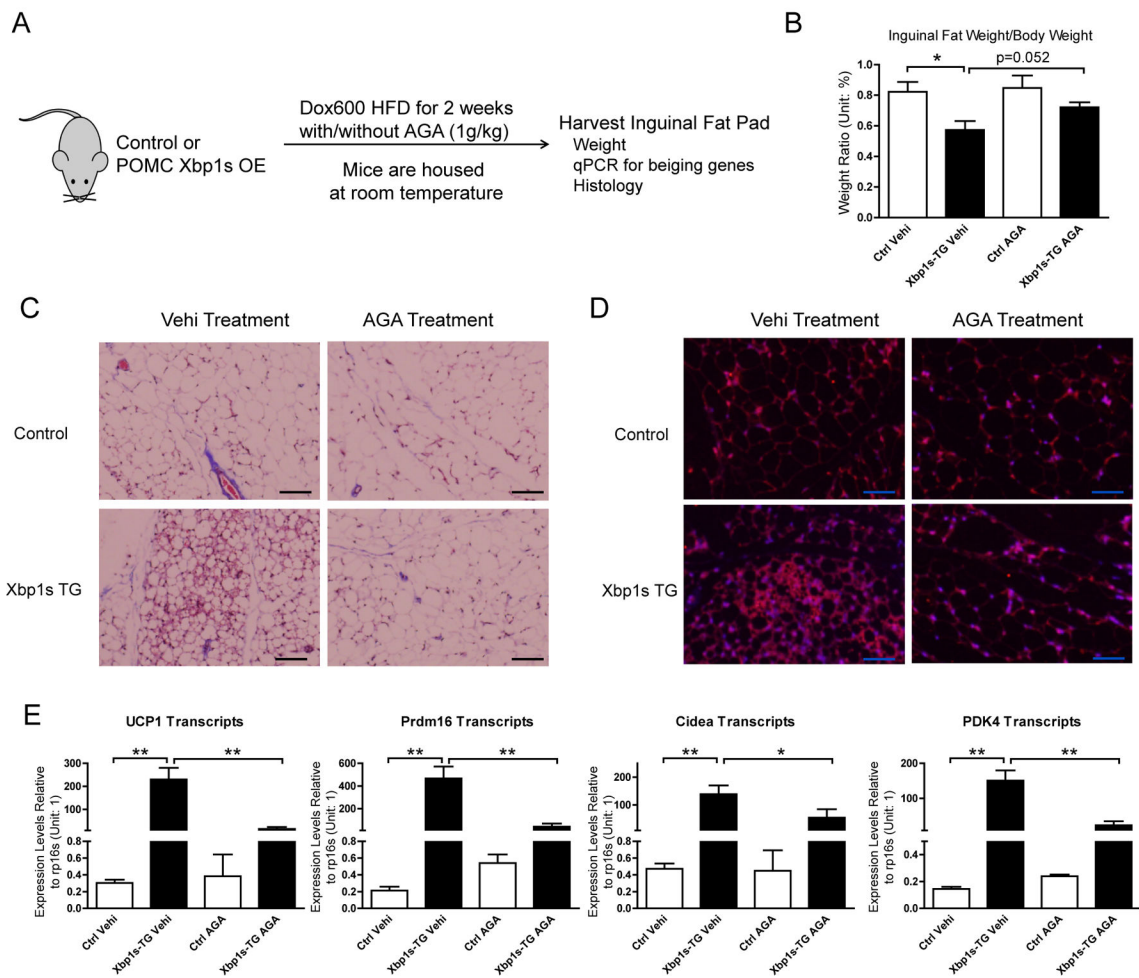 A
Control or
POMC Xbp1s OE
Dox600 HFD for 2 weeks
with/without AGA (1g/kg)
Mice are housed
at room temperature
Harvest Inguinal Fat Pad
Weight
qPCR for beiging genes
Histology
B
Inguinal Fat Weight/Body Weight
* p=0.052
Weight Ratio (Unit: %)
1.0
0.8
0.6
0.4
0.2
0.0
Ctrl Vehi
Xbp1s-TG Vehi
Ctrl AGA
Xbp1s-TG AGA
C
Vehi Treatment AGA Treatment
Control
Xbp1s TG
D
Vehi Treatment AGA Treatment
Control
Xbp1s TG
E
UCP1 Transcripts
** **
Expression Levels Relative
to rp16s (Unit: 1)
300
200
100
0.8
0.6
0.4
0.2
0.0
Ctrl Vehi
Xbp1s-TG Vehi
Ctrl AGA
Xbp1s-TG AGA
Prdm16 Transcripts
** **
Expression Levels Relative
to rp16s (Unit: 1)
600
400
200
0.8
0.6
0.4
0.2
0.0
Ctrl Vehi
Xbp1s-TG Vehi
Ctrl AGA
Xbp1s-TG AGA
Cidea Transcripts
** *
Expression Levels Relative
to rp16s (Unit: 1)
200
100
0.8
0.6
0.4
0.2
0.0
Ctrl Vehi
Xbp1s-TG Vehi
Ctrl AGA
Xbp1s-TG AGA
PDK4 Transcripts
** **
Expression Levels Relative
to rp16s (Unit: 1)
200
100
0.4
0.2
0.0
Ctrl Vehi
Xbp1s-TG Vehi
Ctrl AGA
Xbp1s-TG AGA